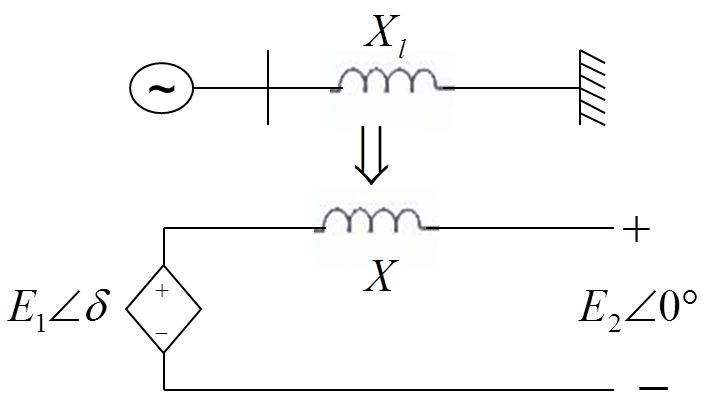 X_l
~
+
X
+
E_1∠δ
−
E_2∠0°
−